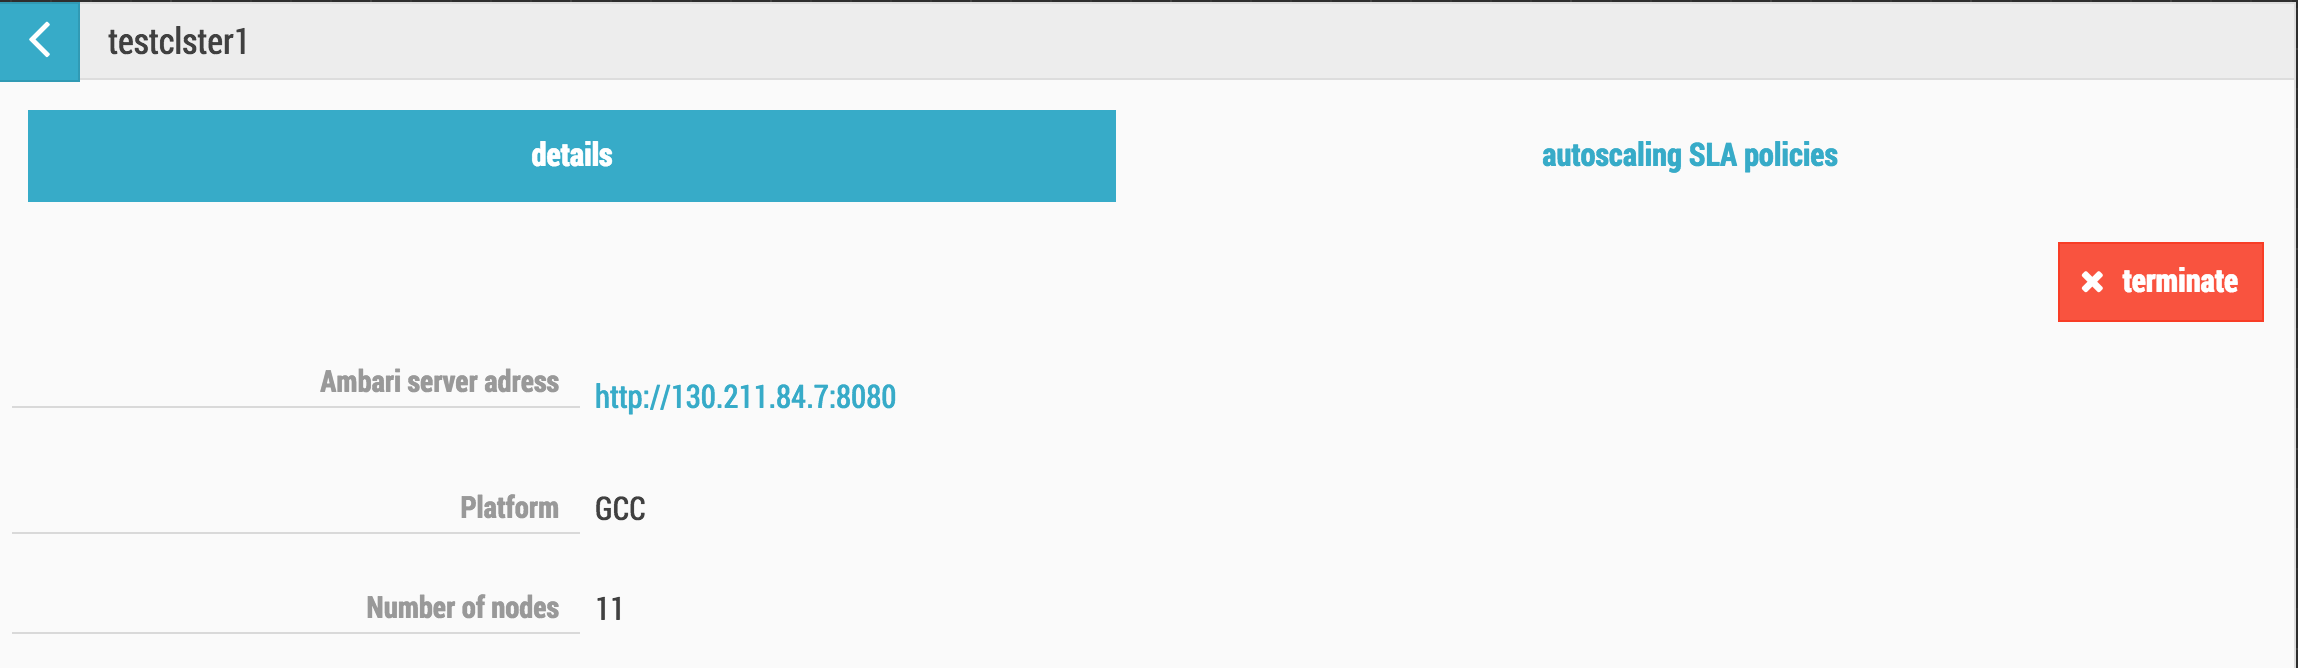 testclster1
details
autoscaling SLA policies
terminate
Ambari server adress
http://130.211.84.7:8080
Platform
GCC
Number of nodes
11